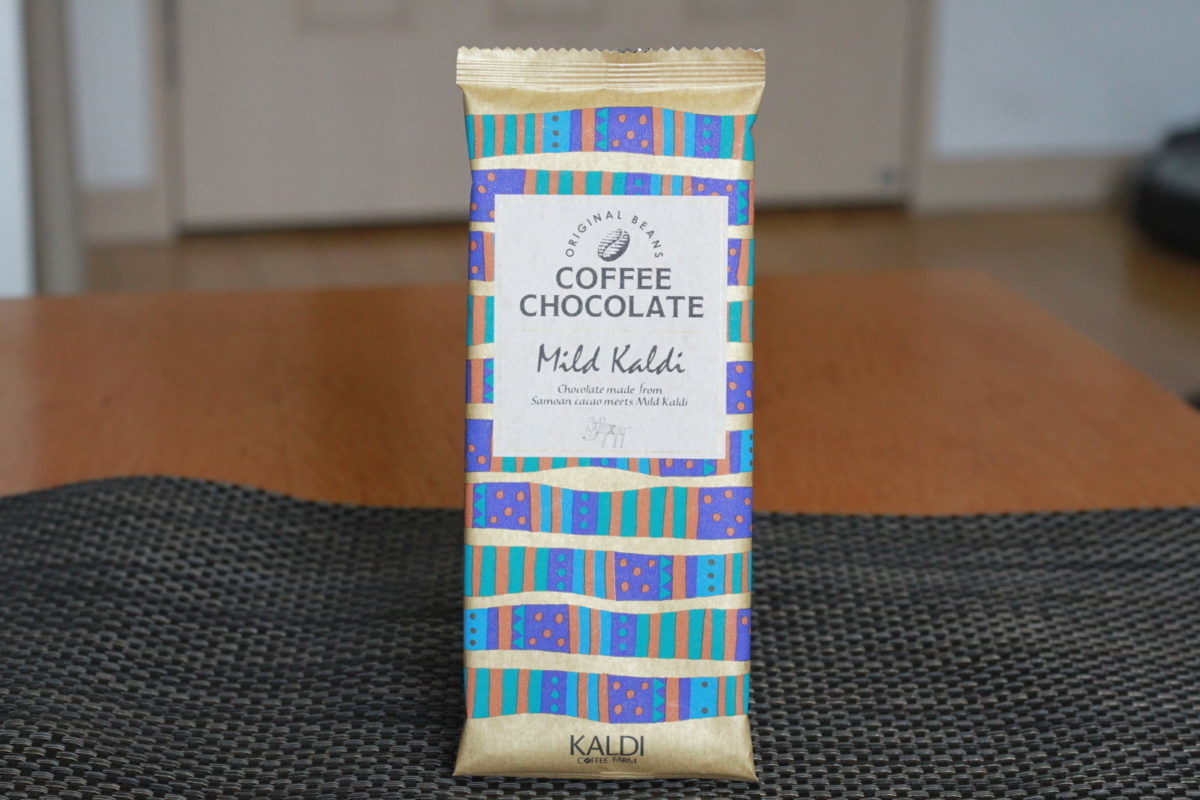 ORIGINAL BEANS
COFFEE
CHOCOLATE
Mild Kaldi
Chocolate made from
Samoan cacao meets Mild Kaldi
KALDI
COFFEE FARM